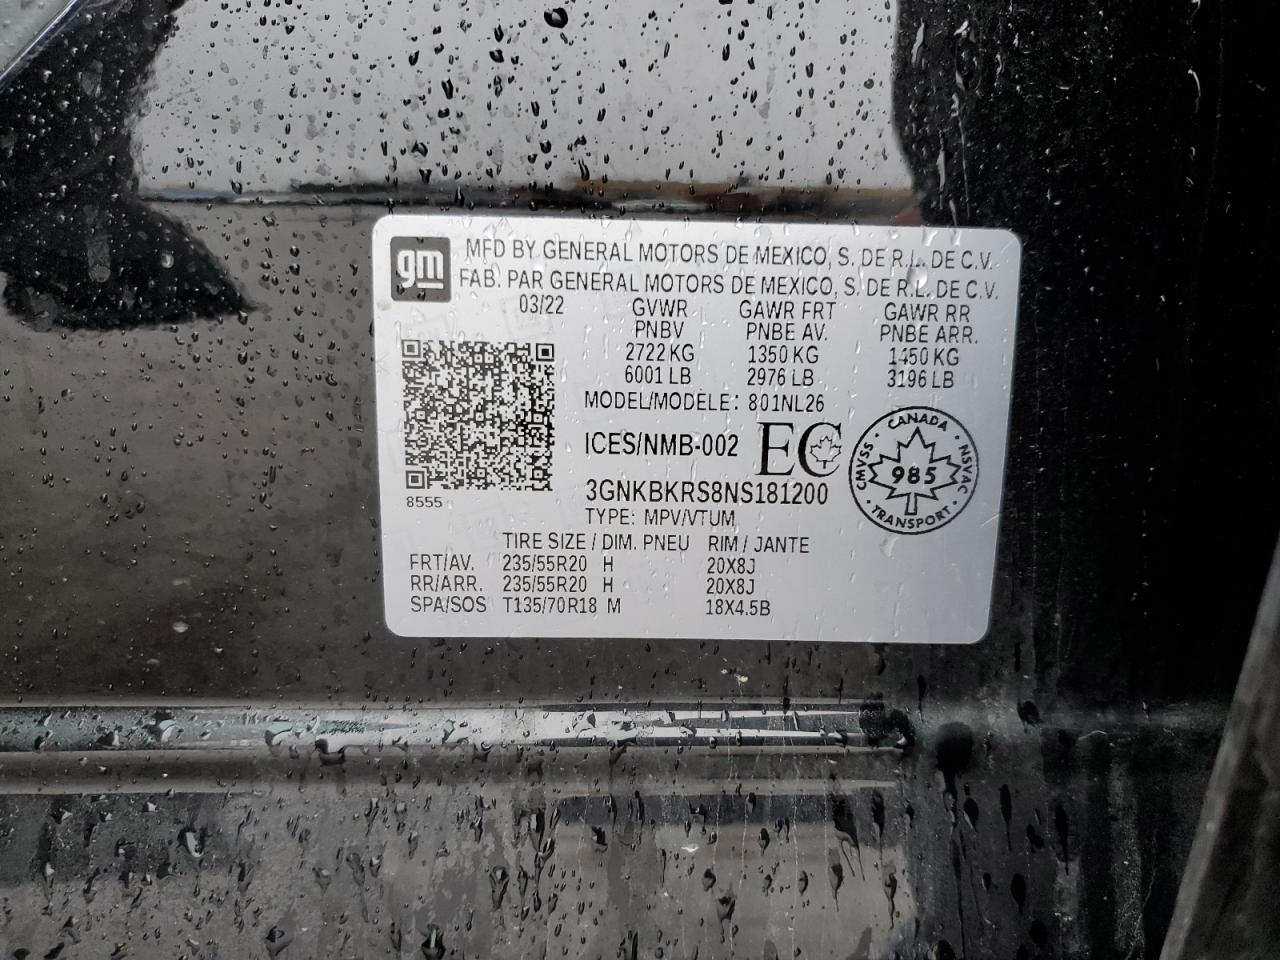 gm
MFD BY GENERAL MOTORS DE MEXICO, S. DE R.L. DE C.V.
FAB. PAR GENERAL MOTORS DE MEXICO, S. DE R.L. DE C.V.
03/22 GVWR GAWR FRT GAWR RR
PNBV PNBE AV. PNBE ARR.
2722 KG 1350 KG 1450 KG
6001 LB 2976 LB 3196 LB
MODEL/MODELE: 801NL26
ICES/NMB-002 EC
CANADA
CMVSS • 985 • NSVAC
TRANSPORT
3GNKBKRS8NS181200
8555
TYPE: MPV/VTUM
TIRE SIZE / DIM. PNEU RIM / JANTE
FRT/AV. 235/55R20 H 20X8J
RR/ARR. 235/55R20 H 20X8J
SPA/SOS T135/70R18 M 18X4.5B